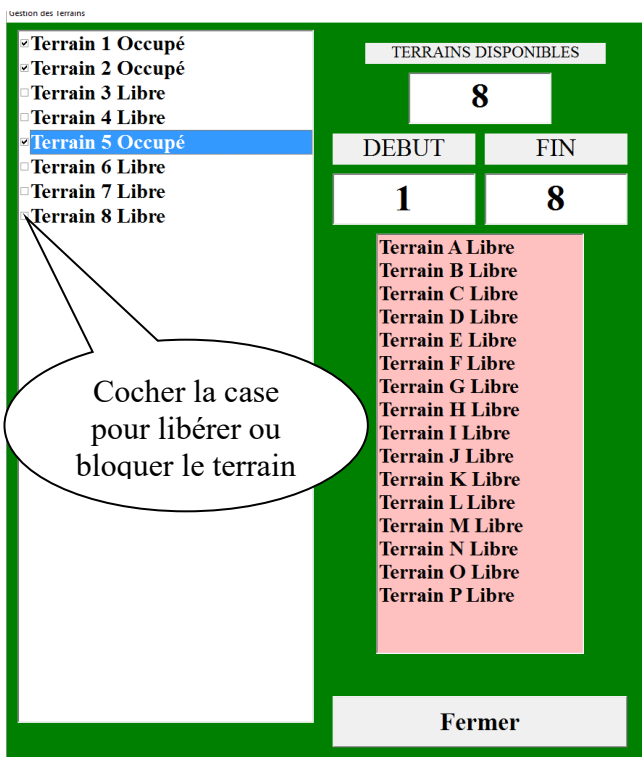 Gestion des Terrains
Terrain 1 Occupé
Terrain 2 Occupé
Terrain 3 Libre
Terrain 4 Libre
Terrain 5 Occupé
Terrain 6 Libre
Terrain 7 Libre
Terrain 8 Libre
Cocher la case
pour libérer ou
bloquer le terrain
TERRAINS DISPONIBLES
8
DEBUT FIN
1 8
Terrain A Libre
Terrain B Libre
Terrain C Libre
Terrain D Libre
Terrain E Libre
Terrain F Libre
Terrain G Libre
Terrain H Libre
Terrain I Libre
Terrain J Libre
Terrain K Libre
Terrain L Libre
Terrain M Libre
Terrain N Libre
Terrain O Libre
Terrain P Libre
Fermer